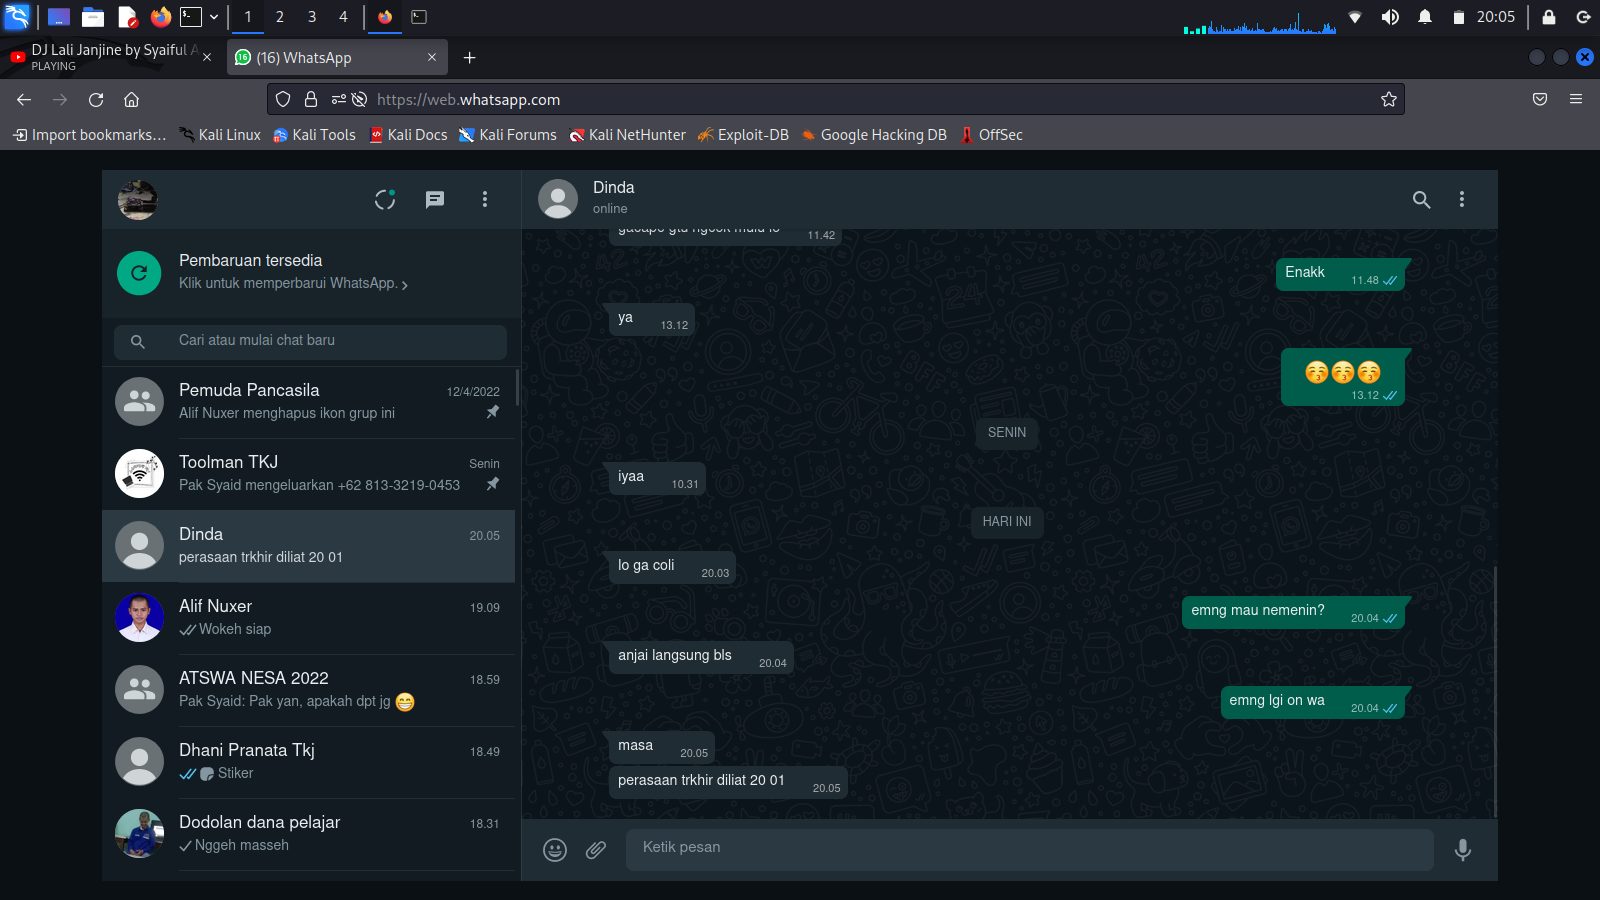 1 2 3 4
20:05
DJ Lali Janjine by Syaiful A
PLAYING
(16) WhatsApp
https://web.whatsapp.com
Import bookmarks... Kali Linux Kali Tools Kali Docs Kali Forums Kali NetHunter Exploit-DB Google Hacking DB OffSec
Pembaruan tersedia
Klik untuk memperbarui WhatsApp.
Cari atau mulai chat baru
Pemuda Pancasila 12/4/2022
Alif Nuxer menghapus ikon grup ini
Toolman TKJ Senin
Pak Syaid mengeluarkan +62 813-3219-0453
Dinda 20.05
perasaan trkhir diliat 20 01
Alif Nuxer 19.09
Wokeh siap
ATSWA NESA 2022 18.59
Pak Syaid: Pak yan, apakah dpt jg 😁
Dhani Pranata Tkj 18.49
Stiker
Dodolan dana pelajar 18.31
Nggeh masseh
Dinda
online
11.42
Enakk 11.48
ya 13.12
😚😚😚
13.12
SENIN
iyaa 10.31
HARI INI
lo ga coli 20.03
emng mau nemenin? 20.04
anjai langsung bls 20.04
emng lgi on wa 20.04
masa 20.05
perasaan trkhir diliat 20 01 20.05
Ketik pesan